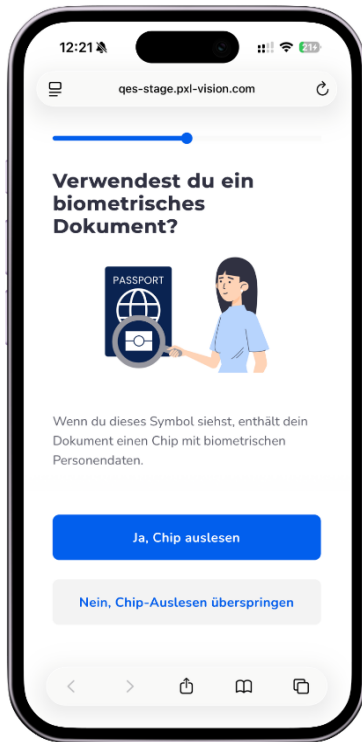 12:21
21+
qes-stage.pxl-vision.com
Verwendest du ein
biometrisches
Dokument?
PASSPORT
Wenn du dieses Symbol siehst, enthält dein
Dokument einen Chip mit biometrischen
Personendaten.
Ja, Chip auslesen
Nein, Chip-Auslesen überspringen